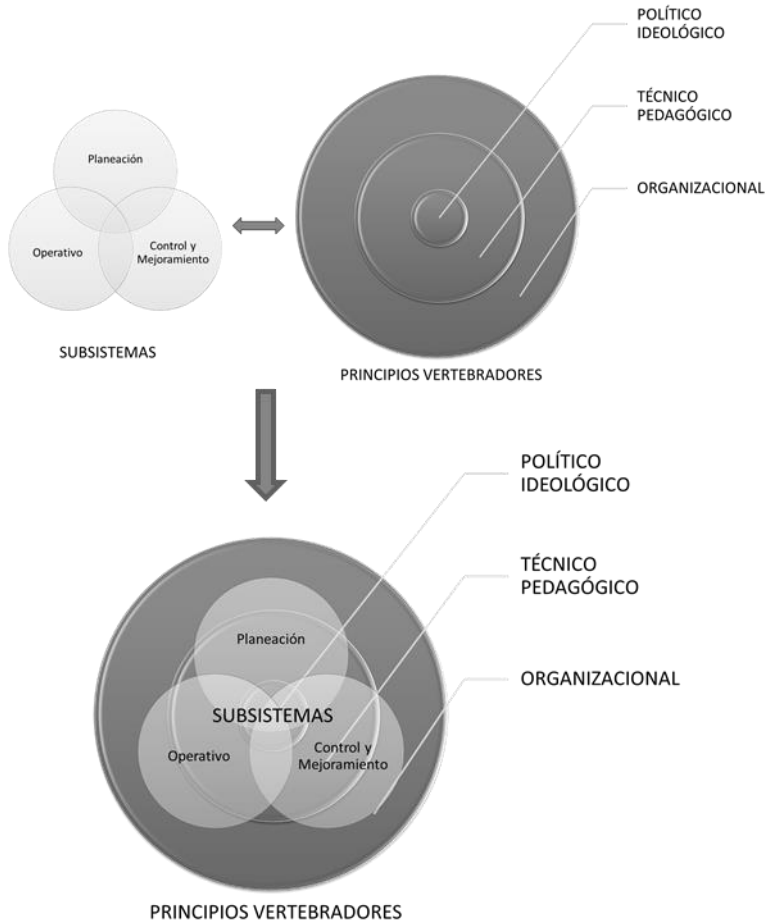 POLÍTICO
IDEOLÓGICO
TÉCNICO
PEDAGÓGICO
ORGANIZACIONAL
Planeación
Operativo
Control y
Mejoramiento
SUBSISTEMAS
PRINCIPIOS VERTEBRADORES
POLÍTICO
IDEOLÓGICO
TÉCNICO
PEDAGÓGICO
ORGANIZACIONAL
Planeación
SUBSISTEMAS
Operativo
Control y
Mejoramiento
PRINCIPIOS VERTEBRADORES